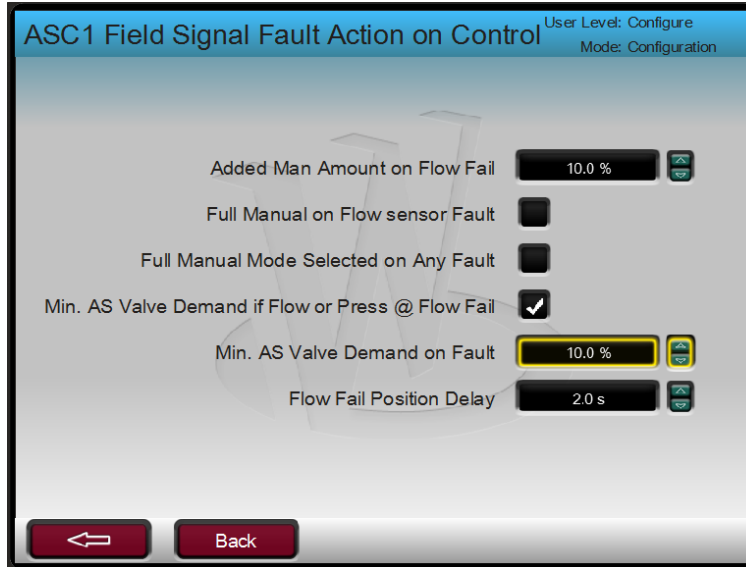 ASC1 Field Signal Fault Action on Control
User Level: Configure
Mode: Configuration
Added Man Amount on Flow Fail 10.0 %
Full Manual on Flow sensor Fault
Full Manual Mode Selected on Any Fault
Min. AS Valve Demand if Flow or Press @ Flow Fail
Min. AS Valve Demand on Fault 10.0 %
Flow Fail Position Delay 2.0 s
Back